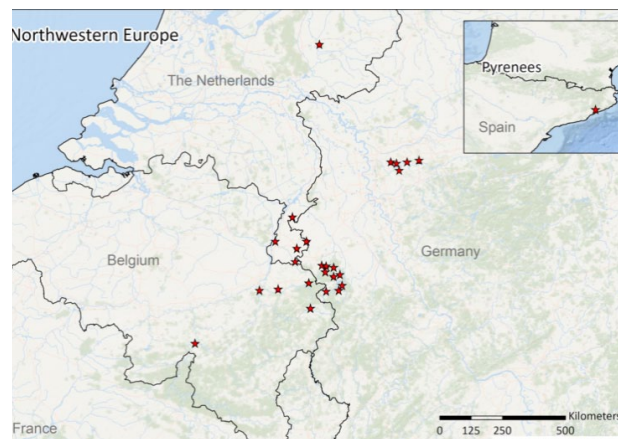 Northwestern Europe
The Netherlands
Pyrenees
Spain
Belgium
Germany
France
Kilometers
0 125 250 500